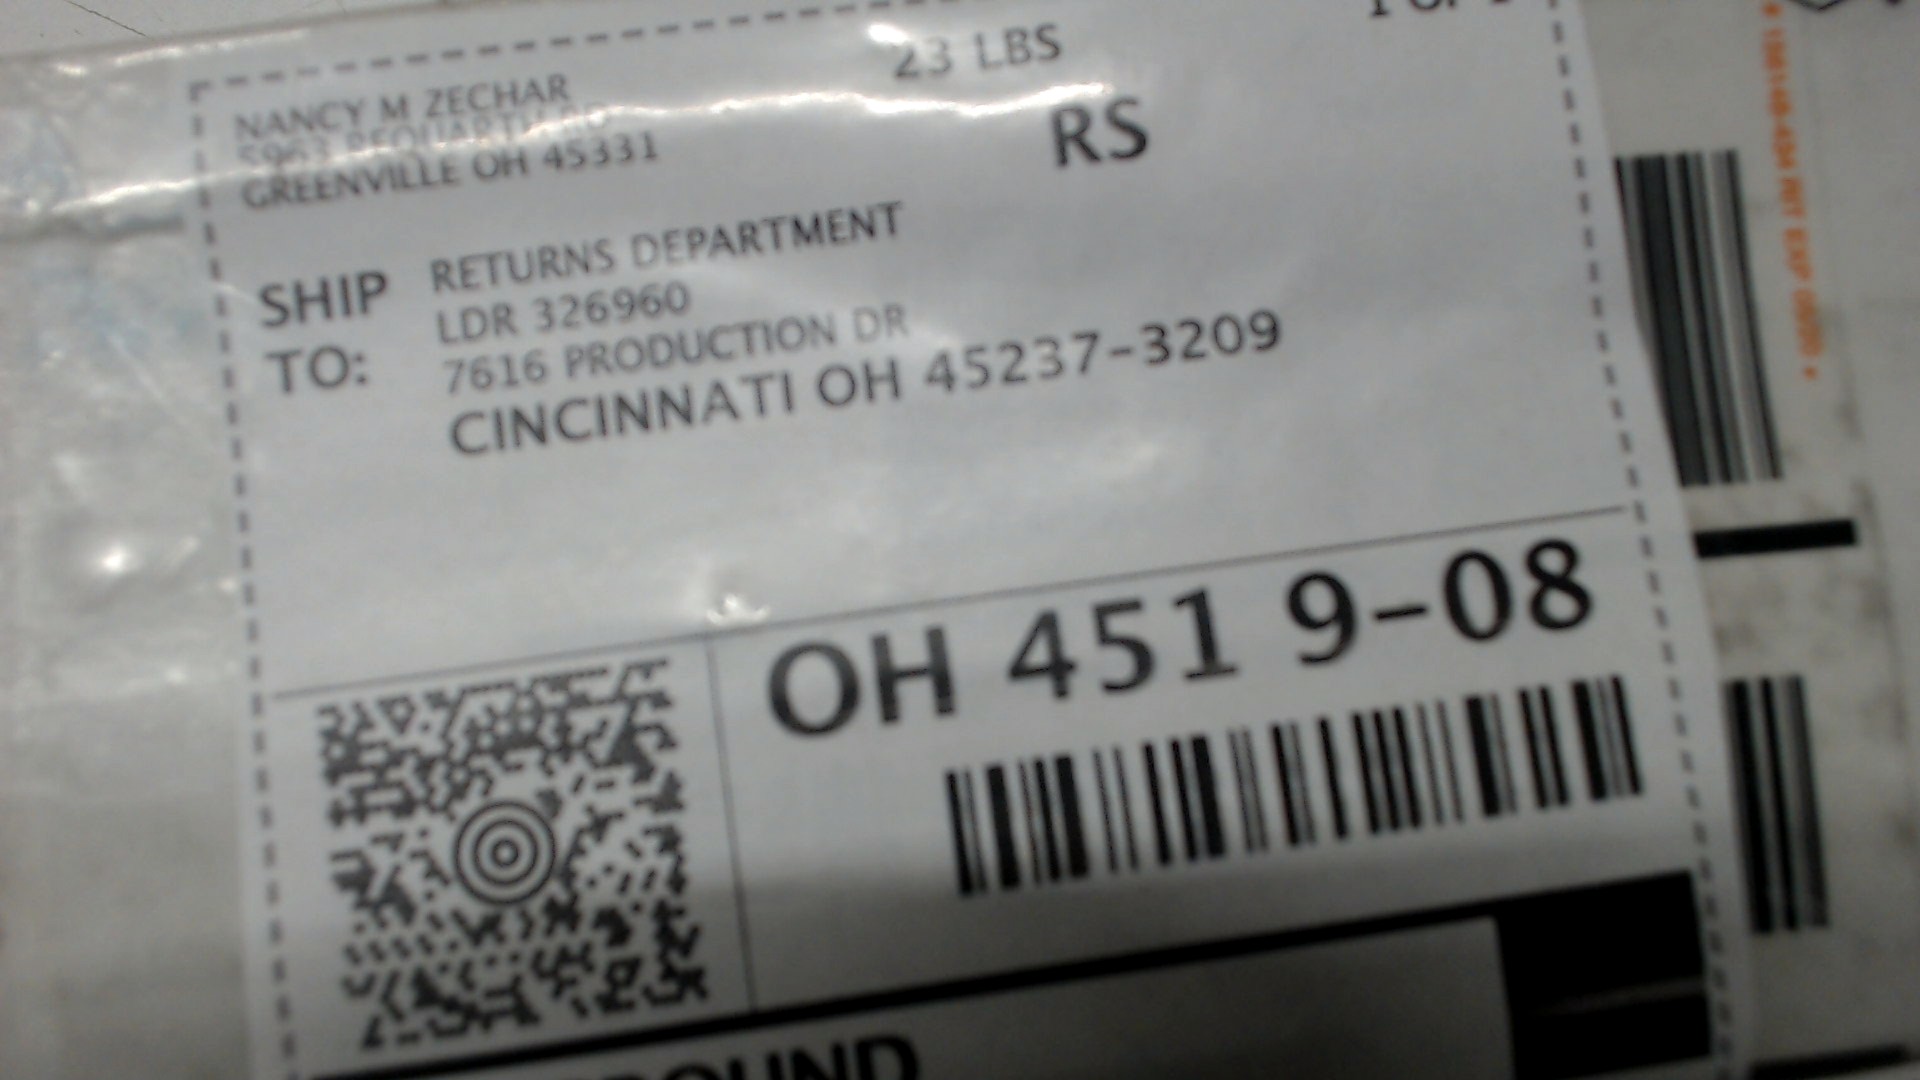 NANCY M ZECHAR
GREENVILLE OH 45331
23 LBS
RS
SHIP
TO:
RETURNS DEPARTMENT
LDR 326960
7616 PRODUCTION DR
CINCINNATI OH 45237-3209
OH 451 9-08